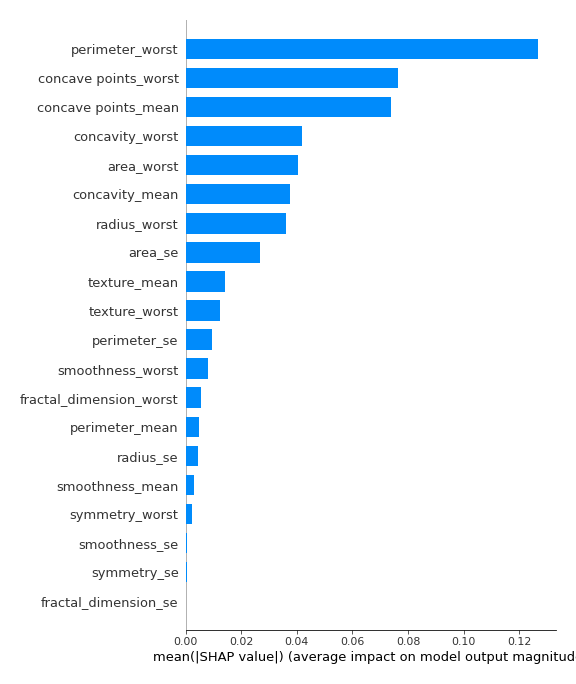 perimeter_worst
concave points_worst
concave points_mean
concavity_worst
area_worst
concavity_mean
radius_worst
area_se
texture_mean
texture_worst
perimeter_se
smoothness_worst
fractal_dimension_worst
perimeter_mean
radius_se
smoothness_mean
symmetry_worst
smoothness_se
symmetry_se
fractal_dimension_se
0.00 0.02 0.04 0.06 0.08 0.10 0.12
mean(|SHAP value|) (average impact on model output magnitud